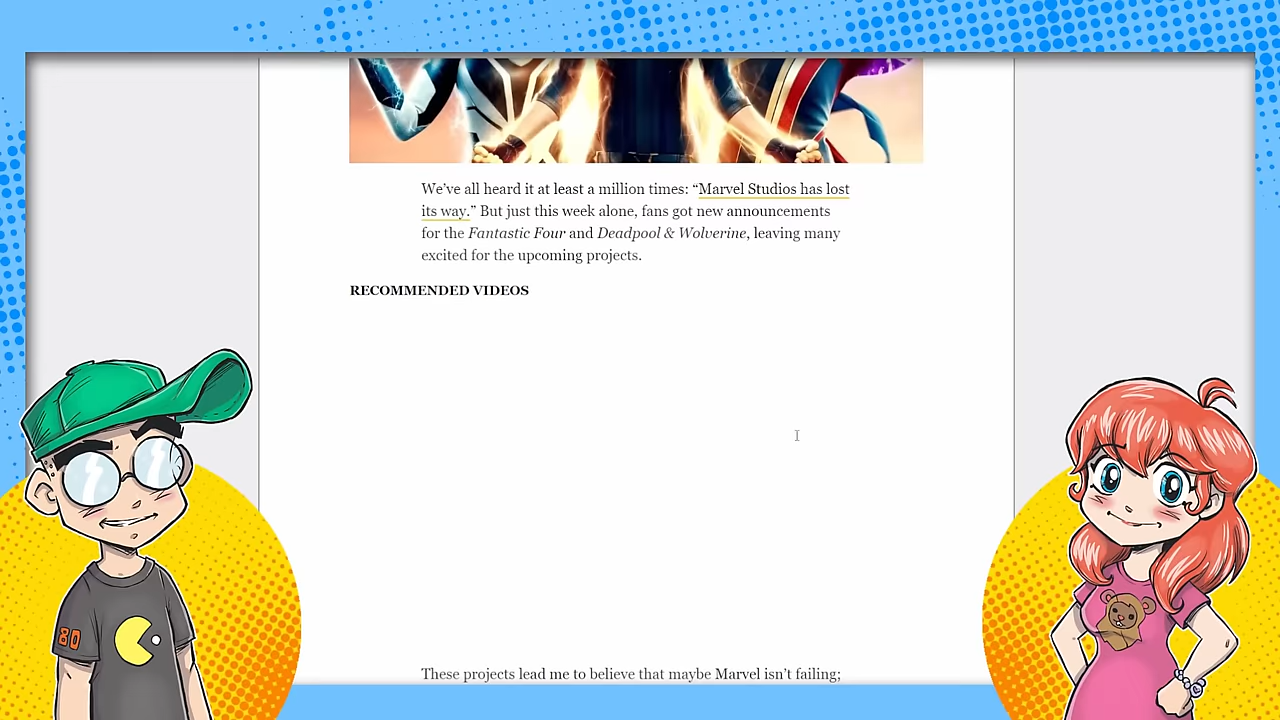 We’ve all heard it at least a million times: “Marvel Studios has lost
its way.” But just this week alone, fans got new announcements
for the Fantastic Four and Deadpool & Wolverine, leaving many
excited for the upcoming projects.
RECOMMENDED VIDEOS
80
These projects lead me to believe that maybe Marvel isn’t failing;